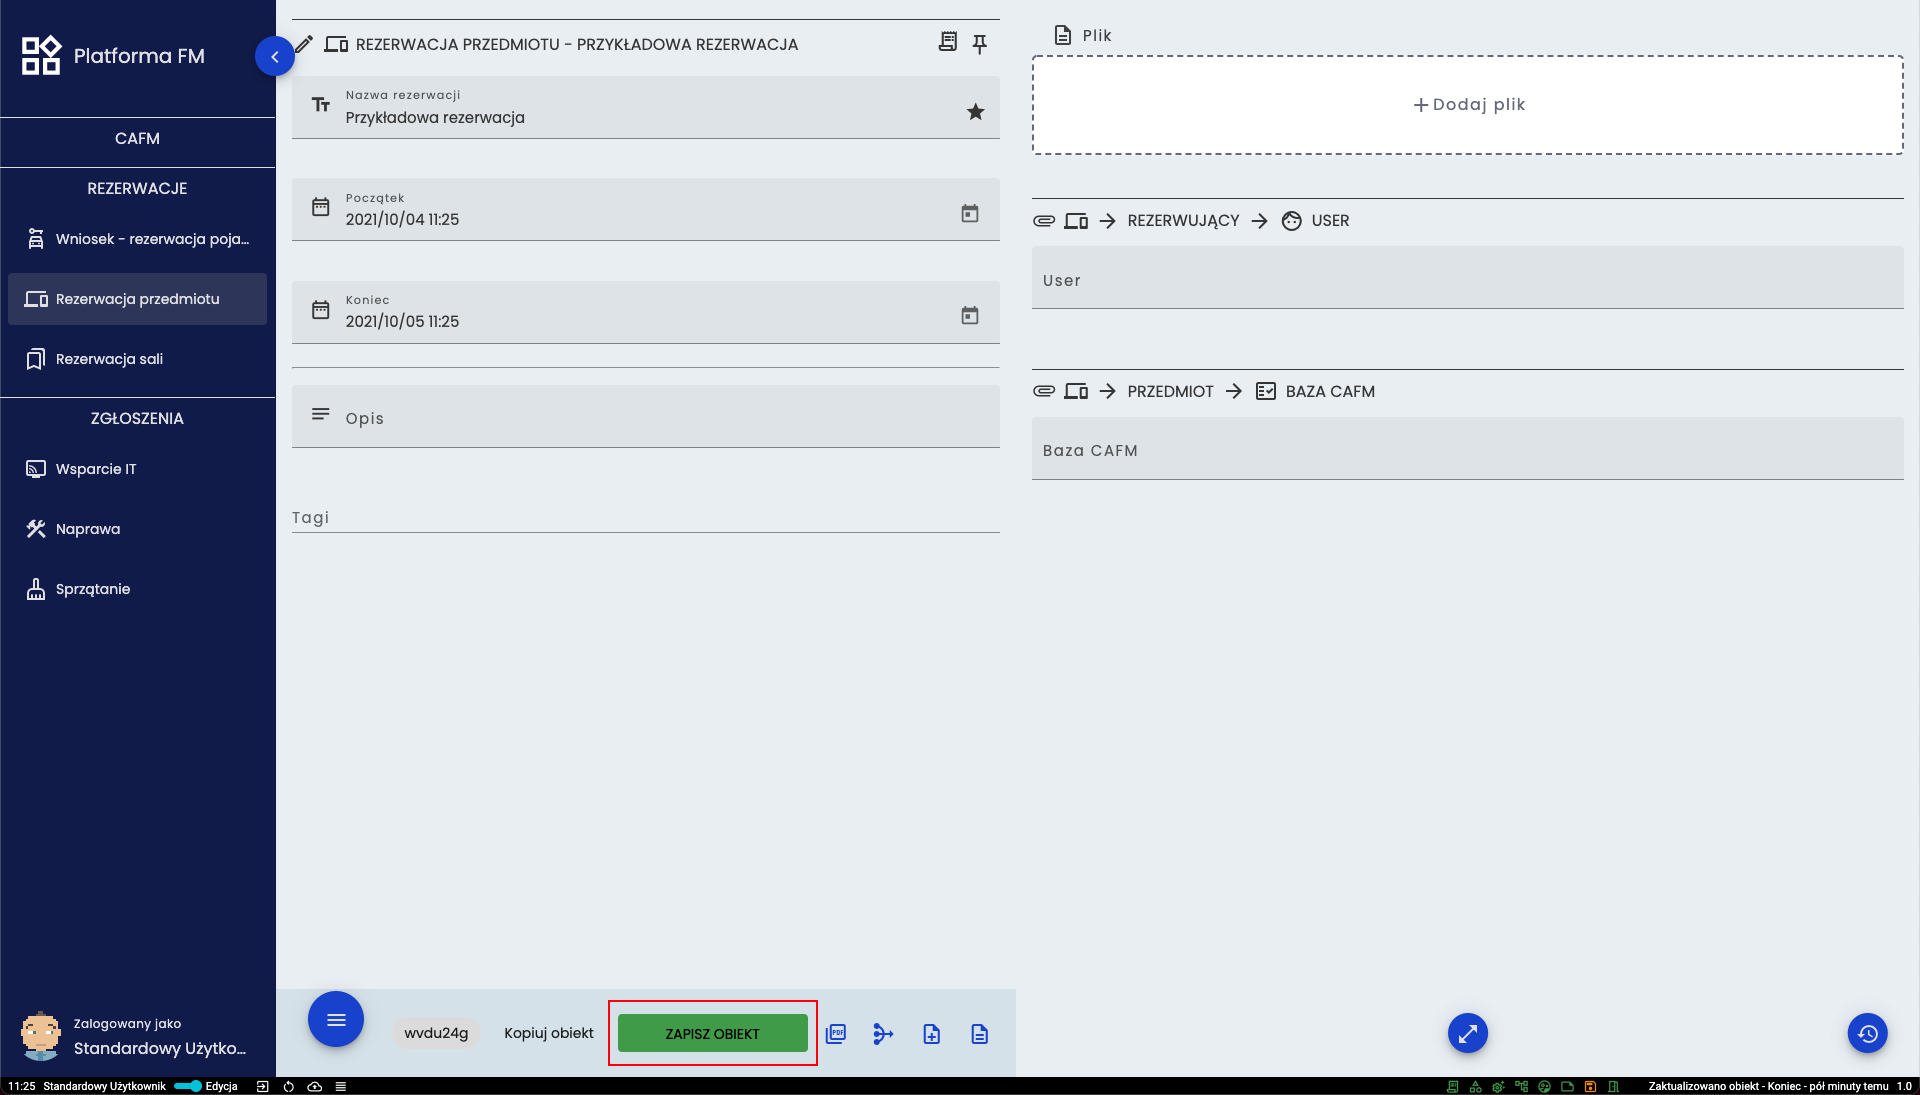 Platforma FM
CAFM
REZERWACJE
Wniosek - rezerwacja poja...
Rezerwacja przedmiotu
Rezerwacja sali
ZGŁOSZENIA
Wsparcie IT
Naprawa
Sprzątanie
Zalogowany jako
Standardowy Użytko...
REZERWACJA PRZEDMIOTU - PRZYKŁADOWA REZERWACJA
Nazwa rezerwacji
Przykładowa rezerwacja
Początek
2021/10/04 11:25
Koniec
2021/10/05 11:25
Opis
Tagi
wvdu24g
Kopiuj obiekt
ZAPISZ OBIEKT
PDF
Plik
Dodaj plik
REZERWUJĄCY
USER
User
PRZEDMIOT
BAZA CAFM
Baza CAFM
11:25 Standardowy Użytkownik Edycja
Zaktualizowano obiekt - Koniec - pół minuty temu 1.0